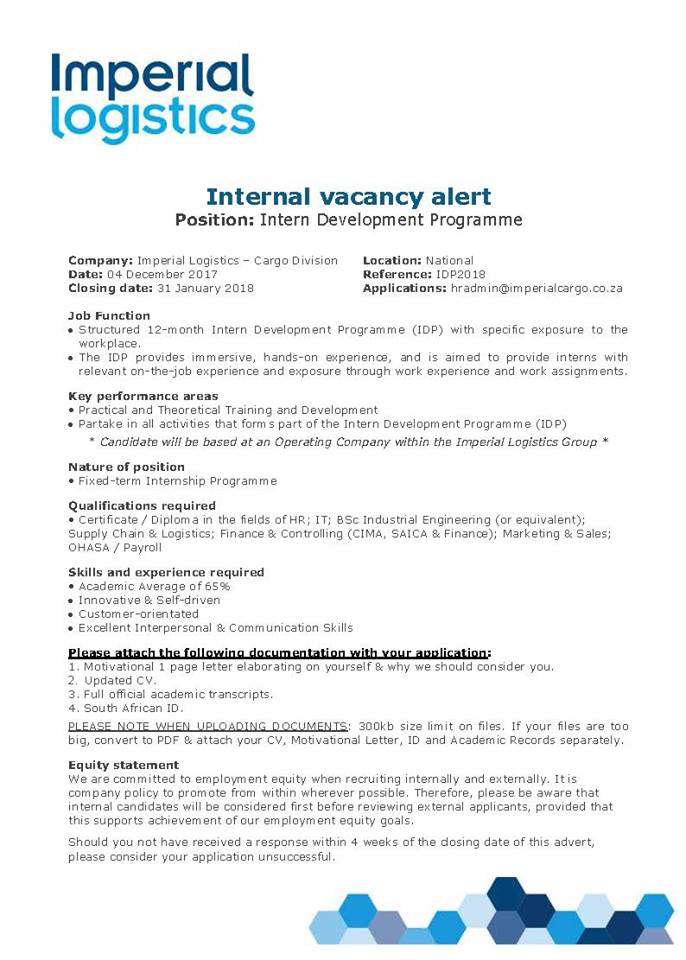 Imperial
logistics
Internal vacancy alert
Position: Intern Development Programme
Company: Imperial Logistics – Cargo Division
Location: National
Date: 04 December 2017
Reference: IDP2018
Closing date: 31 January 2018
Applications: hradmin@imperialcargo.co.za
Job Function
• Structured 12-month Intern Development Programme (IDP) with specific exposure to the
workplace.
• The IDP provides immersive, hands-on experience, and is aimed to provide interns with
relevant on-the-job experience and exposure through work experience and work assignments.
Key performance areas
• Practical and Theoretical Training and Development
• Partake in all activities that forms part of the Intern Development Programme (IDP)
* Candidate will be based at an Operating Company within the Imperial Logistics Group *
Nature of position
• Fixed-term Internship Programme
Qualifications required
• Certificate / Diploma in the fields of HR; IT; BSc Industrial Engineering (or equivalent);
Supply Chain & Logistics; Finance & Controlling (CIMA, SAICA & Finance); Marketing & Sales;
OHASA / Payroll
Skills and experience required
• Academic Average of 65%
• Innovative & Self-driven
• Customer-orientated
• Excellent Interpersonal & Communication Skills
Please attach the following documentation with your application:
1. Motivational 1 page letter elaborating on yourself & why we should consider you.
2. Updated CV.
3. Full official academic transcripts.
4. South African ID.
PLEASE NOTE WHEN UPLOADING DOCUMENTS: 300kb size limit on files. If your files are too
big, convert to PDF & attach your CV, Motivational Letter, ID and Academic Records separately.
Equity statement
We are committed to employment equity when recruiting internally and externally. It is
company policy to promote from within wherever possible. Therefore, please be aware that
internal candidates will be considered first before reviewing external applicants, provided that
this supports achievement of our employment equity goals.
Should you not have received a response within 4 weeks of the closing date of this advert,
please consider your application unsuccessful.